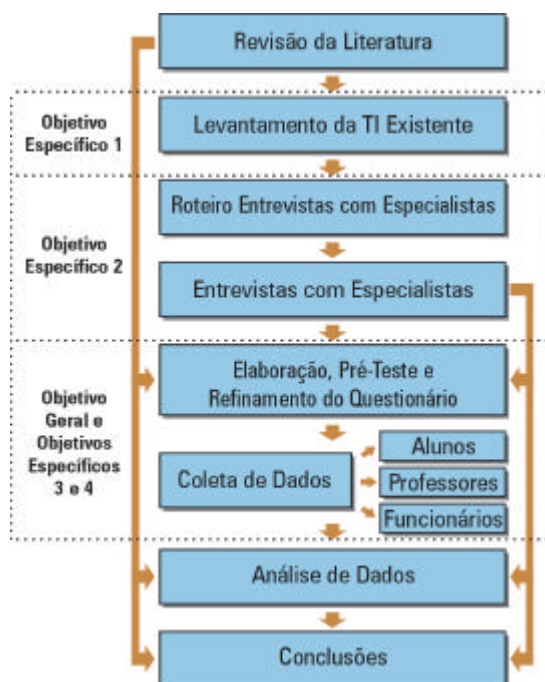 Revisão da Literatura
Objetivo
Específico 1
Levantamento da TI Existente
Objetivo
Específico 2
Roteiro Entrevistas com Especialistas
Entrevistas com Especialistas
Objetivo
Geral e
Objetivos
Específicos
3 e 4
Elaboração, Pré-Teste e
Refinamento do Questionário
Coleta de Dados
Alunos
Professores
Funcionários
Análise de Dados
Conclusões